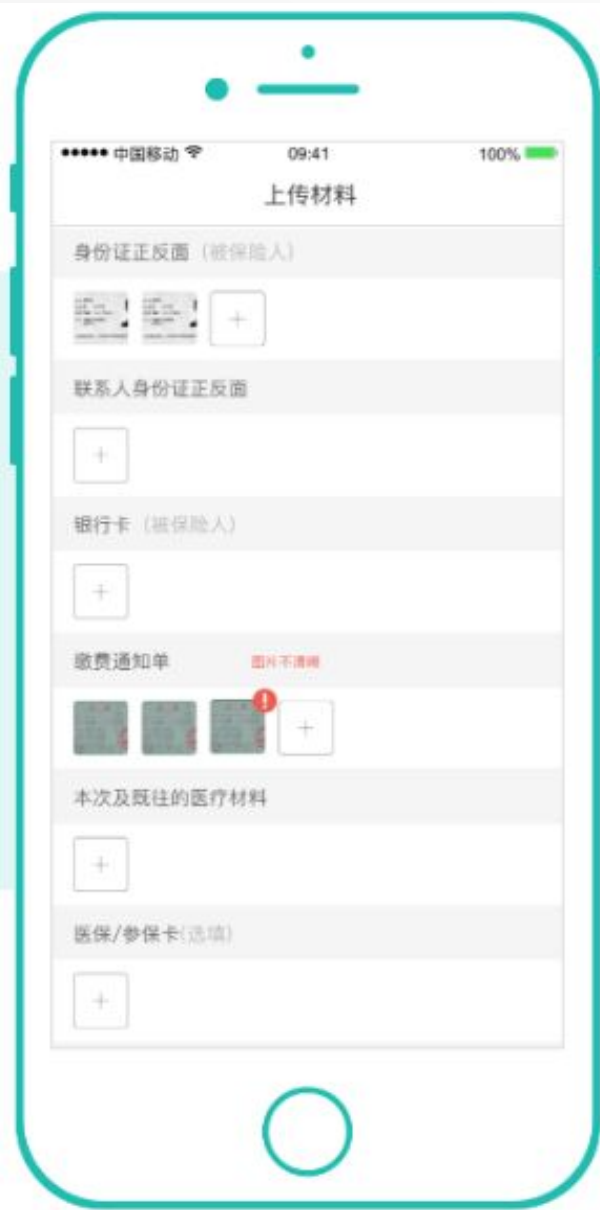 中国移动 09:41 100%
上传材料
身份证正反面 (被保险人)
联系人身份证正反面
银行卡 (被保险人)
缴费通知单 图片不清晰
本次及既往的医疗材料
医保/参保卡(选填)